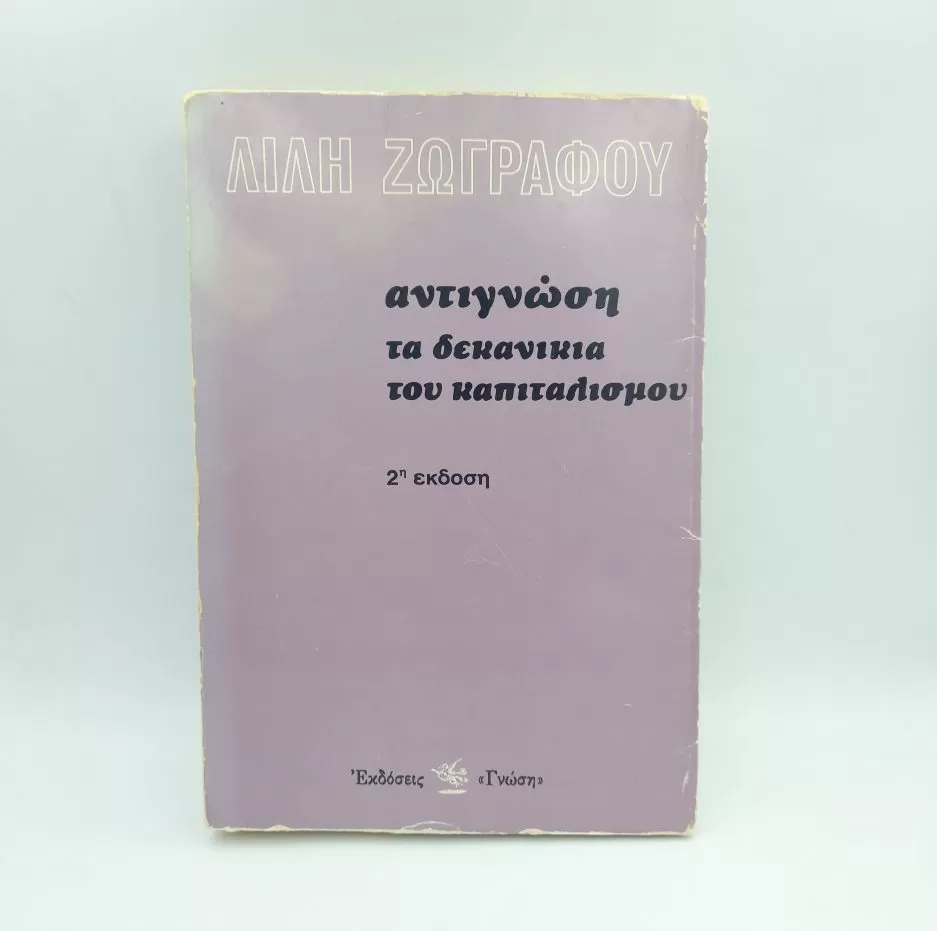 ΛΙΛΗ ΖΩΓΡΑΦΟΥ
αντιγνώση
τα δεκανικια
του καπιταλισμου
2η εκδοση
Ἐκδόσεις «Γνώση»